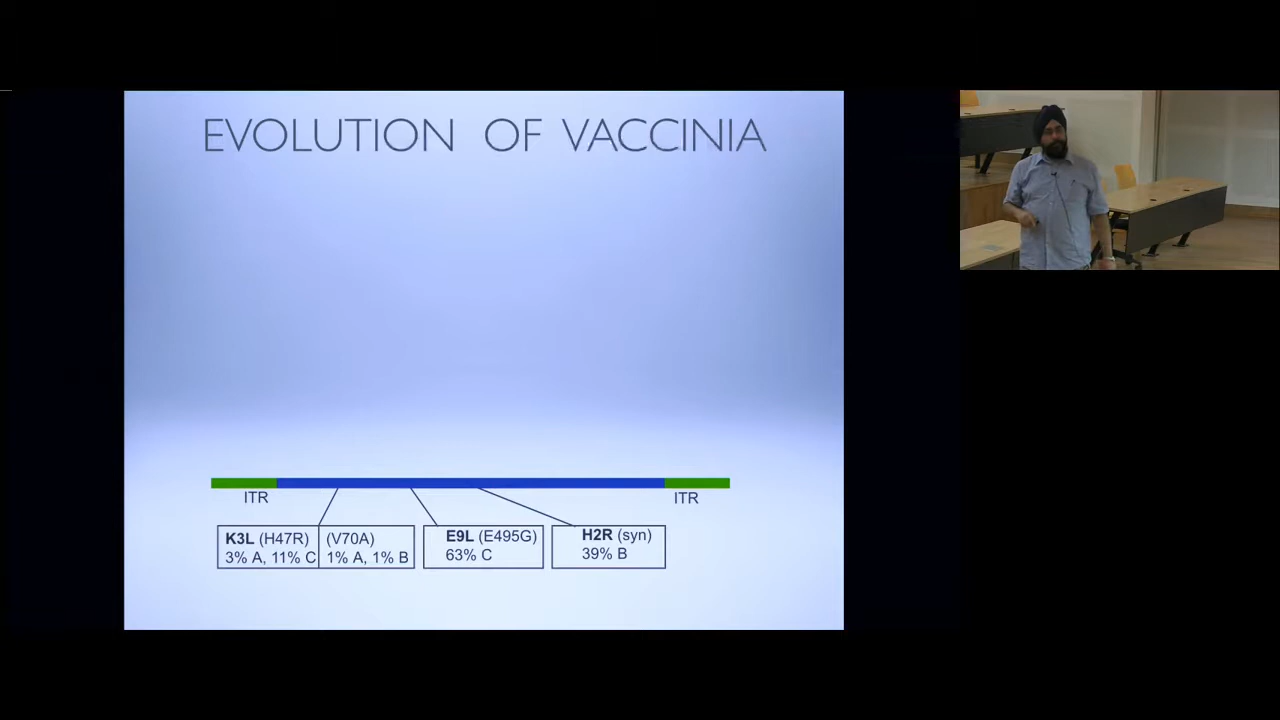 EVOLUTION OF VACCINIA
ITR
ITR
K3L (H47R)
3% A, 11% C
(V70A)
1% A, 1% B
E9L (E495G)
63% C
H2R (syn)
39% B